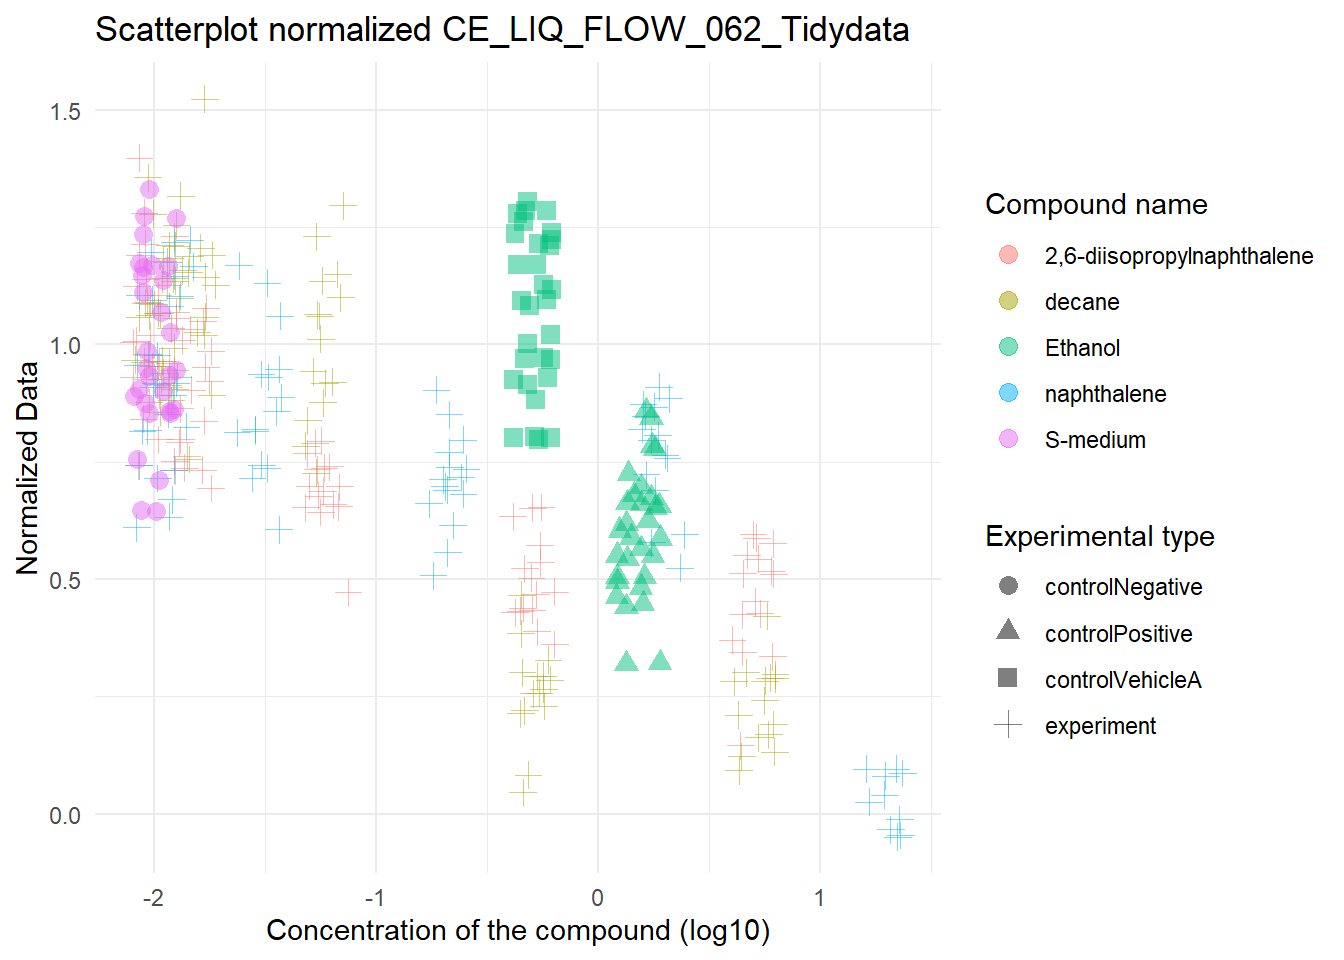 Scatterplot normalized CE_LIQ_FLOW_062_Tidydata
1.5
1.0
0.5
0.0
Normalized Data
-2
-1
0
1
Concentration of the compound (log10)
Compound name
2,6-diisopropylnaphthalene
decane
Ethanol
naphthalene
S-medium
Experimental type
controlNegative
controlPositive
controlVehicleA
experiment